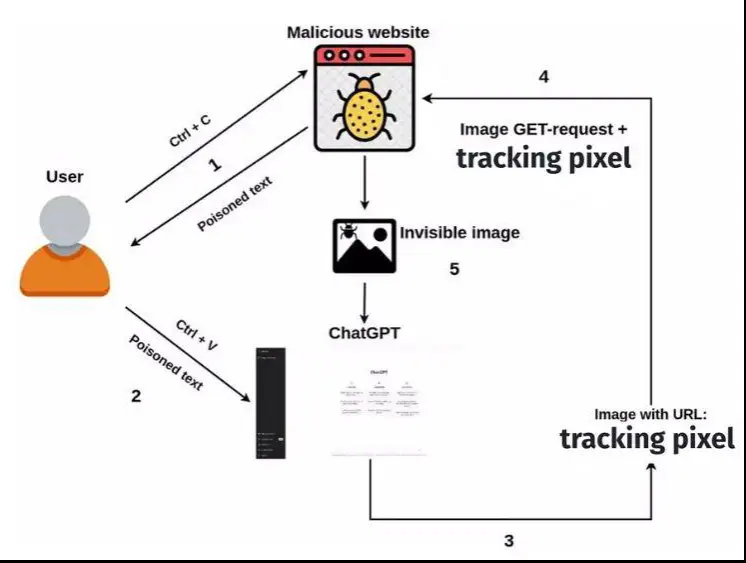 Malicious website
4
Ctrl + C
Image GET-request +
tracking pixel
1
User
Poisoned text
Invisible image
5
Ctrl + V
ChatGPT
Poisoned text
2
ChatGPT
Image with URL:
tracking pixel
3